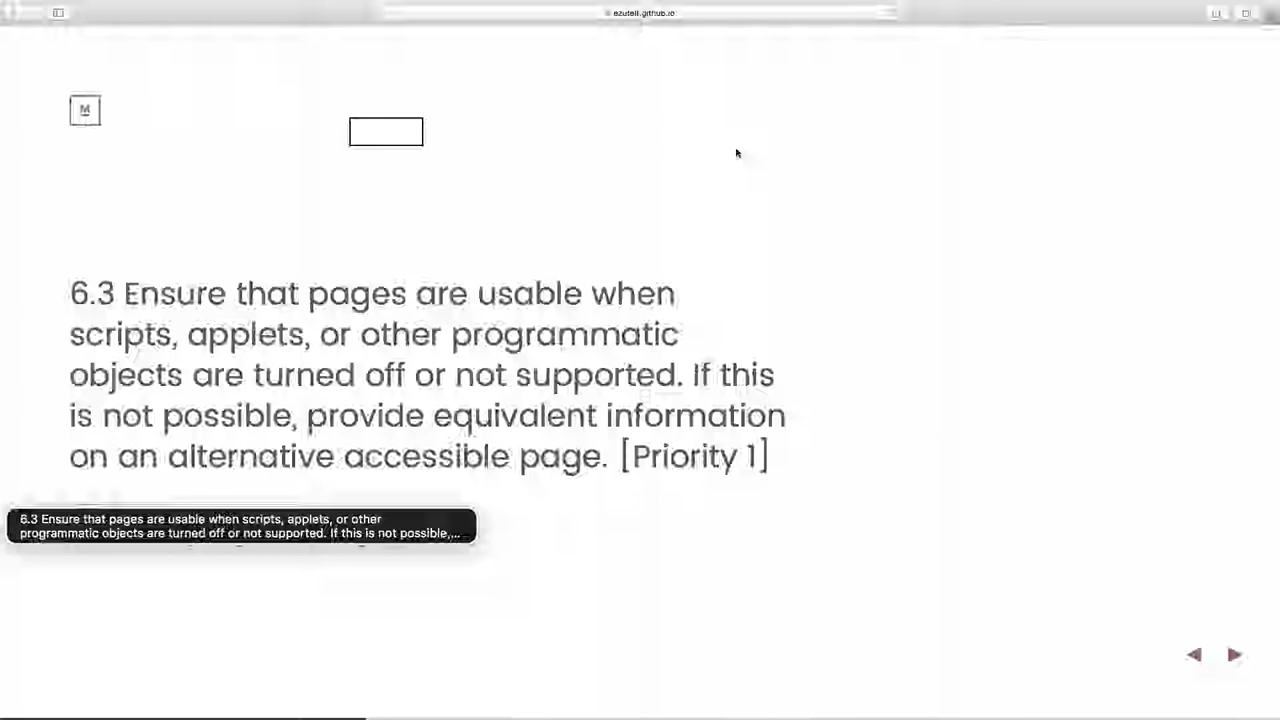 ezutell.github.io
M
6.3 Ensure that pages are usable when
scripts, applets, or other programmatic
objects are turned off or not supported. If this
is not possible, provide equivalent information
on an alternative accessible page. [Priority 1]
6.3 Ensure that pages are usable when scripts, applets, or other
programmatic objects are turned off or not supported. If this is not possible,...